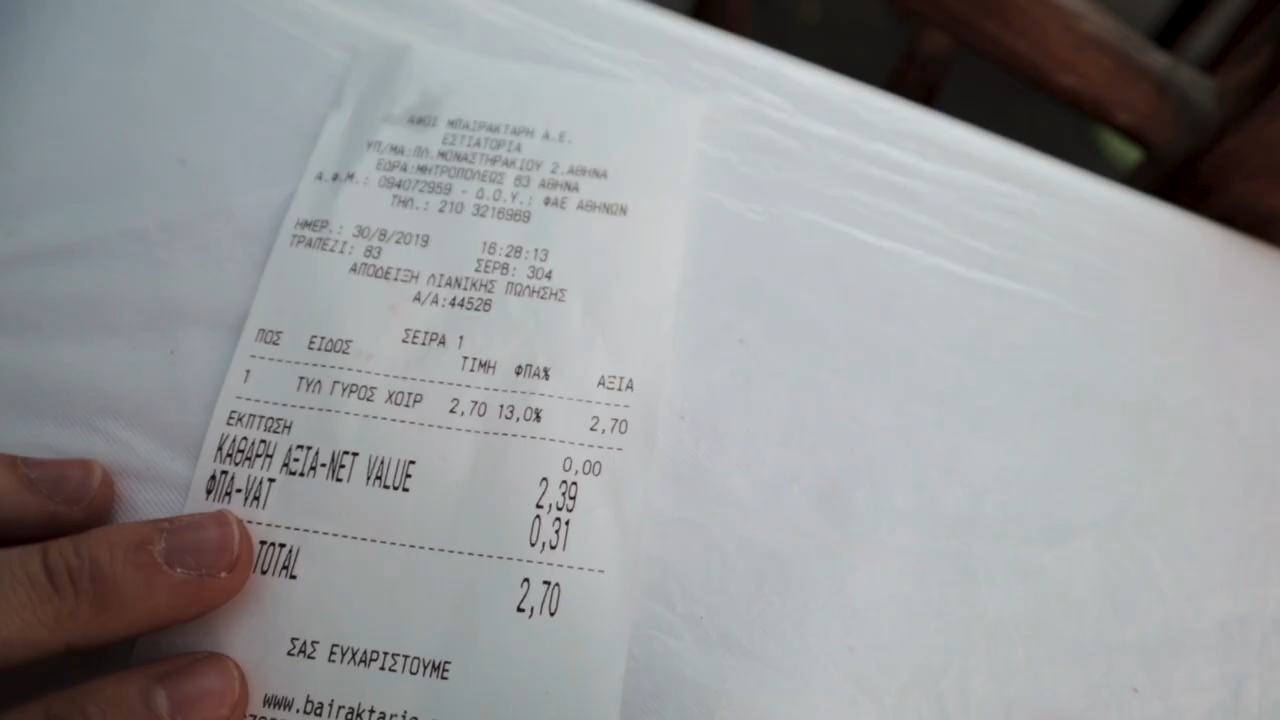 ΑΦΟΙ ΜΠΑΙΡΑΚΤΑΡΗ Α.Ε.
ΕΣΤΙΑΤΟΡΙΑ
ΥΠ/ΜΑ:ΠΛ.ΜΟΝΑΣΤΗΡΑΚΙΟΥ 2.ΑΘΗΝΑ
ΕΔΡΑ:ΜΗΤΡΟΠΟΛΕΩΣ 83 ΑΘΗΝΑ
Α.Φ.Μ.: 094072959 - Δ.Ο.Υ.: ΦΑΕ ΑΘΗΝΩΝ
ΤΗΛ.: 210 3216969
ΗΜΕΡ.: 30/8/2019 16:28:13
ΤΡΑΠΕΖΙ: 83 ΣΕΡΒ: 304
ΑΠΟΔΕΙΞΗ ΛΙΑΝΙΚΗΣ ΠΩΛΗΣΗΣ
Α/Α:44526
ΣΕΙΡΑ 1
ΠΟΣ ΕΙΔΟΣ ΤΙΜΗ ΦΠΑ% ΑΞΙΑ
1 ΤΥΛ ΓΥΡΟΣ ΧΟΙΡ 2,70 13,0% 2,70
ΕΚΠΤΩΣΗ 0,00
ΚΑΘΑΡΗ ΑΞΙΑ-NET VALUE 2,39
ΦΠΑ-VAT 0,31
TOTAL 2,70
ΣΑΣ ΕΥΧΑΡΙΣΤΟΥΜΕ
www.bairaktaris